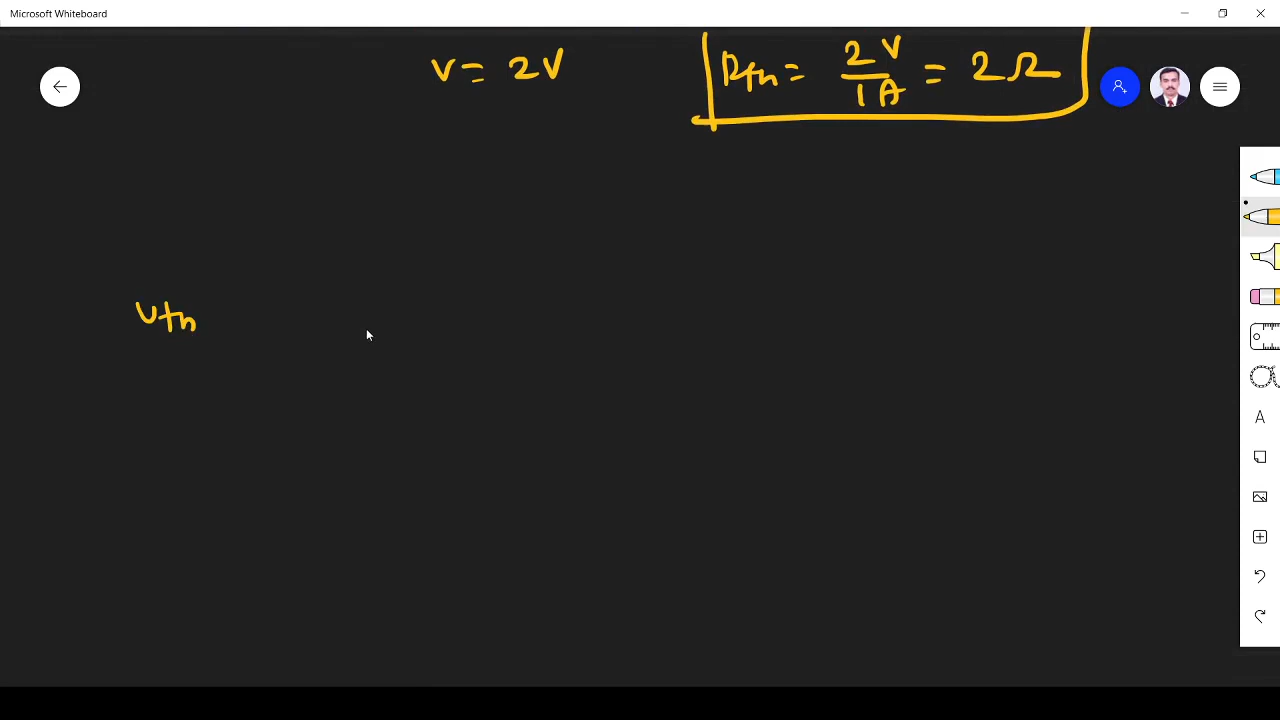 Microsoft Whiteboard
V = 2V
Rth = 2V/1A = 2Ω
Vth
A